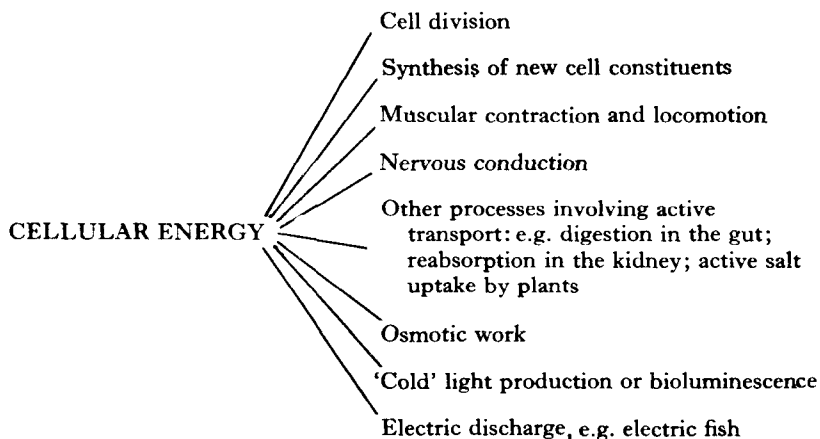 Cell division
Synthesis of new cell constituents
Muscular contraction and locomotion
Nervous conduction
CELLULAR ENERGY
Other processes involving active
transport: e.g. digestion in the gut;
reabsorption in the kidney; active salt
uptake by plants
Osmotic work
'Cold' light production or bioluminescence
Electric discharge, e.g. electric fish